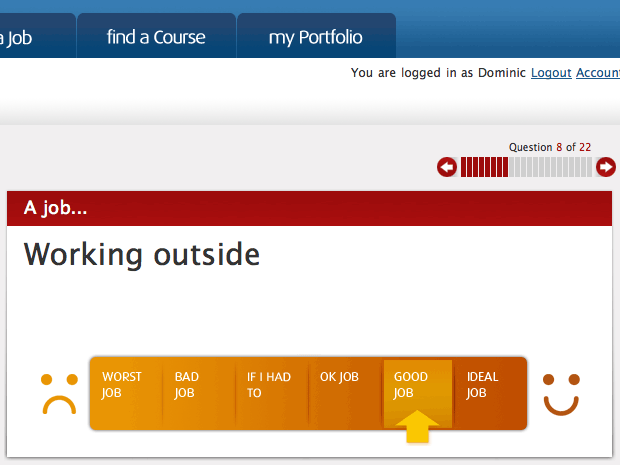 a Job find a Course my Portfolio
You are logged in as Dominic Logout Account
Question 8 of 22
A job...
Working outside
WORST JOB
BAD JOB
IF I HAD TO
OK JOB
GOOD JOB
IDEAL JOB